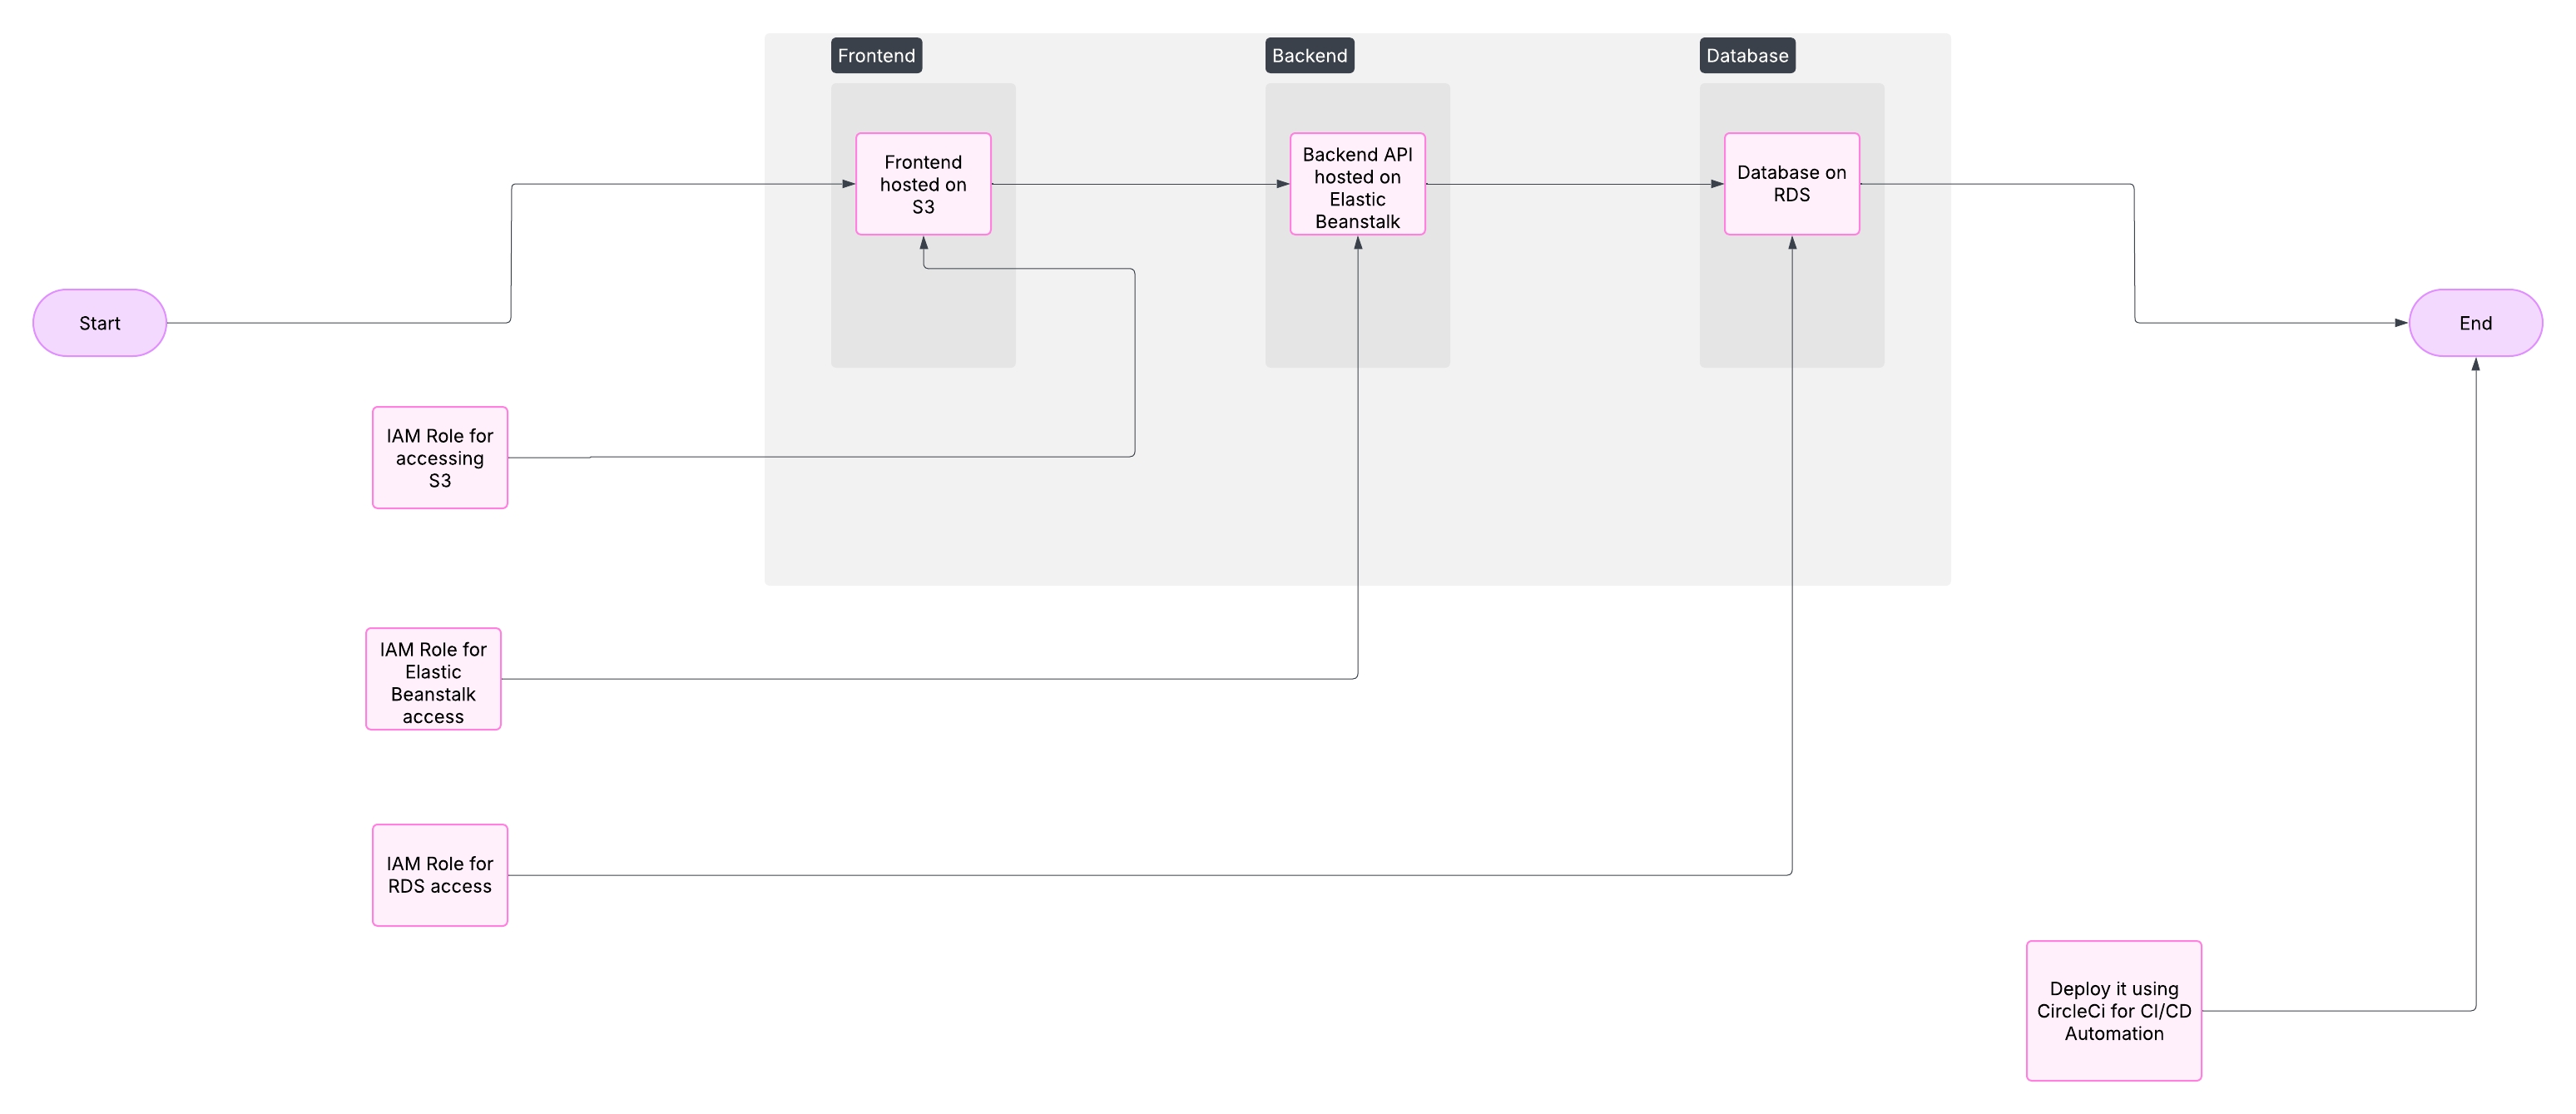 Frontend
Backend
Database
Frontend
hosted on
S3
Backend API
hosted on
Elastic
Beanstalk
Database on
RDS
Start
End
IAM Role for
accessing
S3
IAM Role for
Elastic
Beanstalk
access
IAM Role for
RDS access
Deploy it using
CircleCi for CI/CD
Automation